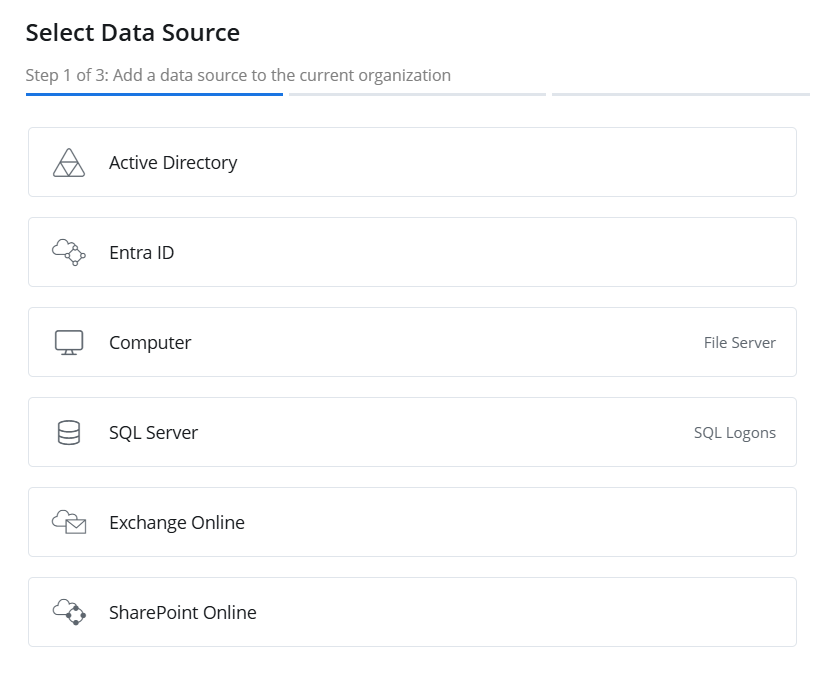 Select Data Source
Step 1 of 3: Add a data source to the current organization
Active Directory
Entra ID
Computer
File Server
SQL Server
SQL Logons
Exchange Online
SharePoint Online